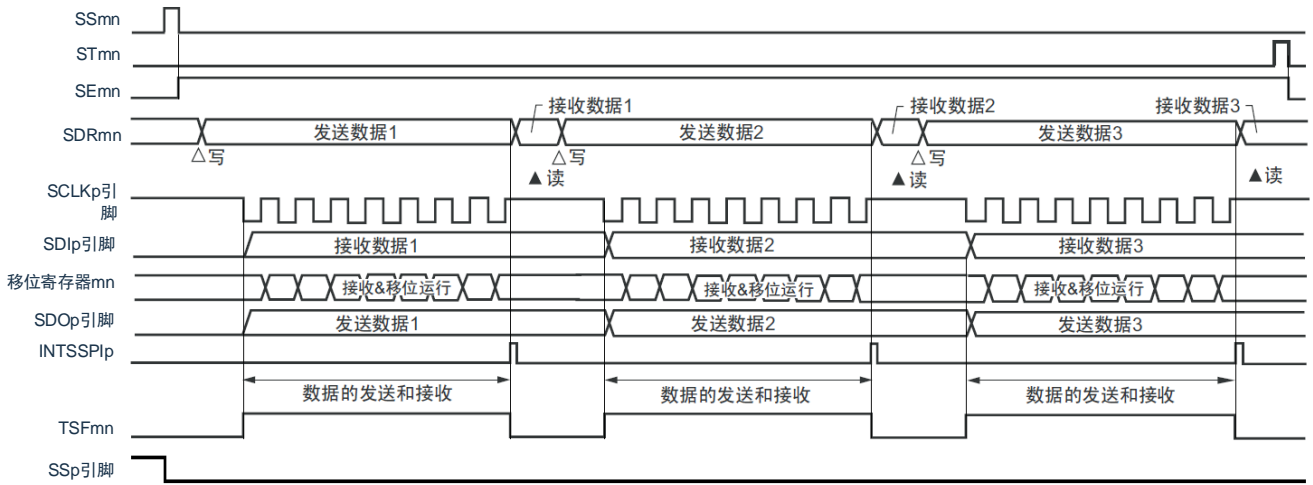 SSmn
STmn
SEmn
接收数据1 接收数据2 接收数据3
SDRmn 发送数据1 发送数据2 发送数据3
△写 △写 △写
▲读 ▲读 ▲读
SCLKp引
脚
SDIp引脚 接收数据1 接收数据2 接收数据3
移位寄存器mn 接收&移位运行 接收&移位运行 接收&移位运行
SDOp引脚 发送数据1 发送数据2 发送数据3
INTSSPIp
数据的发送和接收 数据的发送和接收 数据的发送和接收
TSFmn
SSp引脚